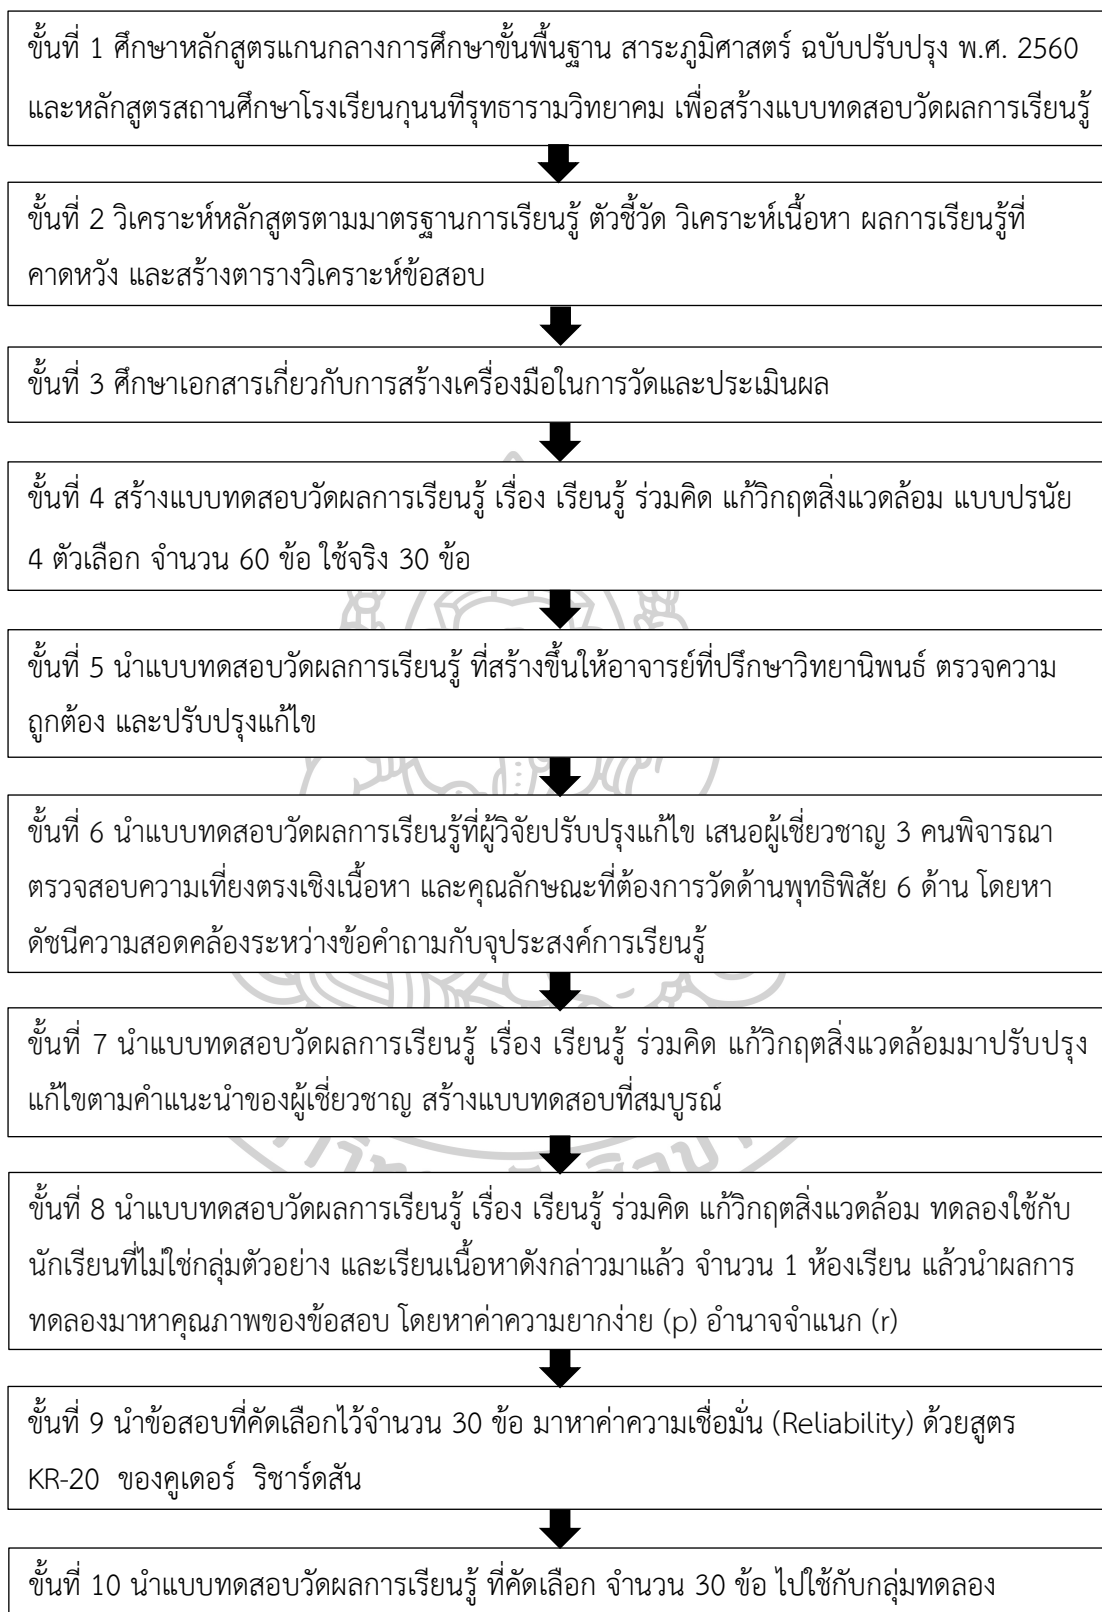 ขั้นที่ 1 ศึกษาหลักสูตรแกนกลางการศึกษาขั้นพื้นฐาน สาระภูมิศาสตร์ ฉบับปรับปรุง พ.ศ. 2560
และหลักสูตรสถานศึกษาโรงเรียนกุนนทีรุทธารามวิทยาคม เพื่อสร้างแบบทดสอบวัดผลการเรียนรู้
ขั้นที่ 2 วิเคราะห์หลักสูตรตามมาตรฐานการเรียนรู้ ตัวชี้วัด วิเคราะห์เนื้อหา ผลการเรียนรู้ที่
คาดหวัง และสร้างตารางวิเคราะห์ข้อสอบ
ขั้นที่ 3 ศึกษาเอกสารเกี่ยวกับการสร้างเครื่องมือในการวัดและประเมินผล
ขั้นที่ 4 สร้างแบบทดสอบวัดผลการเรียนรู้ เรื่อง เรียนรู้ ร่วมคิด แก้วิกฤตสิ่งแวดล้อม แบบปรนัย
4 ตัวเลือก จำนวน 60 ข้อ ใช้จริง 30 ข้อ
ขั้นที่ 5 นำแบบทดสอบวัดผลการเรียนรู้ ที่สร้างขึ้นให้อาจารย์ที่ปรึกษาวิทยานิพนธ์ ตรวจความ
ถูกต้อง และปรับปรุงแก้ไข
ขั้นที่ 6 นำแบบทดสอบวัดผลการเรียนรู้ที่ผู้วิจัยปรับปรุงแก้ไข เสนอผู้เชี่ยวชาญ 3 คนพิจารณา
ตรวจสอบความเที่ยงตรงเชิงเนื้อหา และคุณลักษณะที่ต้องการวัดด้านพุทธิพิสัย 6 ด้าน โดยหา
ดัชนีความสอดคล้องระหว่างข้อคำถามกับจุประสงค์การเรียนรู้
ขั้นที่ 7 นำแบบทดสอบวัดผลการเรียนรู้ เรื่อง เรียนรู้ ร่วมคิด แก้วิกฤตสิ่งแวดล้อมมาปรับปรุง
แก้ไขตามคำแนะนำของผู้เชี่ยวชาญ สร้างแบบทดสอบที่สมบูรณ์
ขั้นที่ 8 นำแบบทดสอบวัดผลการเรียนรู้ เรื่อง เรียนรู้ ร่วมคิด แก้วิกฤตสิ่งแวดล้อม ทดลองใช้กับ
นักเรียนที่ไม่ใช่กลุ่มตัวอย่าง และเรียนเนื้อหาดังกล่าวมาแล้ว จำนวน 1 ห้องเรียน แล้วนำผลการ
ทดลองมาหาคุณภาพของข้อสอบ โดยหาค่าความยากง่าย (p) อำนาจจำแนก (r)
ขั้นที่ 9 นำข้อสอบที่คัดเลือกไว้จำนวน 30 ข้อ มาหาค่าความเชื่อมั่น (Reliability) ด้วยสูตร
KR-20 ของคูเดอร์ ริชาร์ดสัน
ขั้นที่ 10 นำแบบทดสอบวัดผลการเรียนรู้ ที่คัดเลือก จำนวน 30 ข้อ ไปใช้กับกลุ่มทดลอง